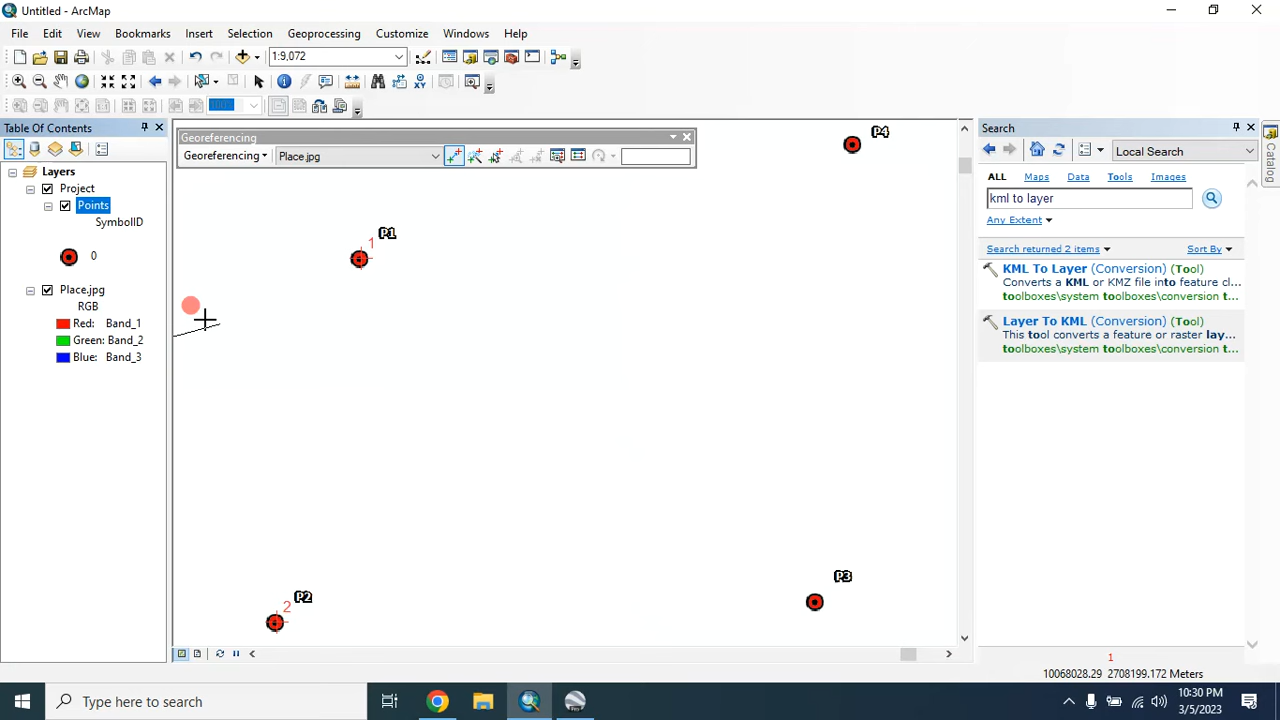 Untitled - ArcMap
File Edit View Bookmarks Insert Selection Geoprocessing Customize Windows Help
1:9,072
100%
Table Of Contents
Layers
Project
Points
SymbolID
0
Place.jpg
RGB
Red: Band_1
Green: Band_2
Blue: Band_3
Georeferencing
Georeferencing Place.jpg
P4
P1
1
P2
2
P3
Search
Local Search
ALL Maps Data Tools Images
kml to layer
Any Extent
Search returned 2 items Sort By
KML To Layer (Conversion) (Tool)
Converts a KML or KMZ file into feature cl...
toolboxes\system toolboxes\conversion t...
Layer To KML (Conversion) (Tool)
This tool converts a feature or raster lay...
toolboxes\system toolboxes\conversion t...
1
Catalog
10068028.29 2708199.172 Meters
Type here to search
10:30 PM
3/5/2023